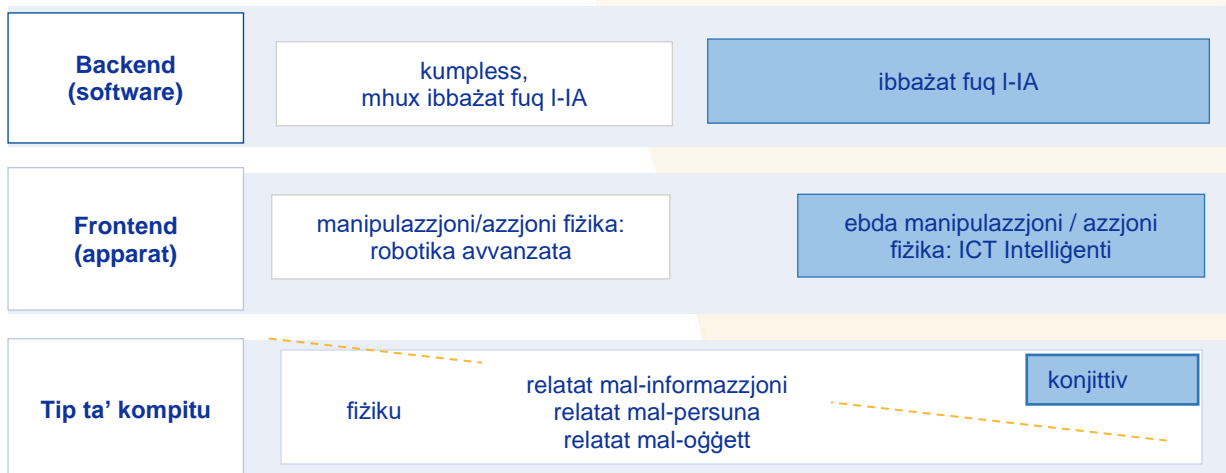 Backend
(software)
kumpless,
mhux ibbażat fuq l-IA
ibbażat fuq l-IA
Frontend
(apparat)
manipulazzjoni/azzjoni fiżika:
robotika avvanzata
ebda manipulazzjoni / azzjoni
fiżika: ICT Intelliġenti
Tip ta’ kompitu
fiżiku
relatat mal-informazzjoni
relatat mal-persuna
relatat mal-oġġett
konjittiv